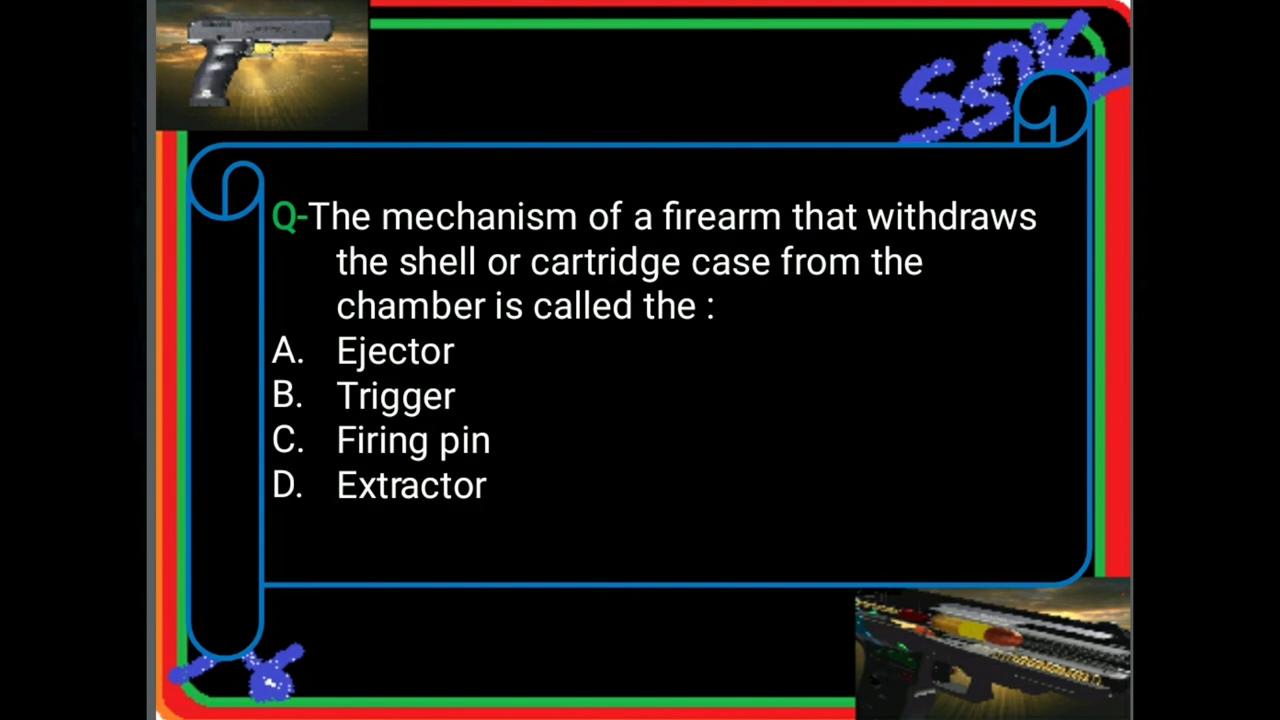 Q-The mechanism of a firearm that withdraws
the shell or cartridge case from the
chamber is called the :
A. Ejector
B. Trigger
C. Firing pin
D. Extractor